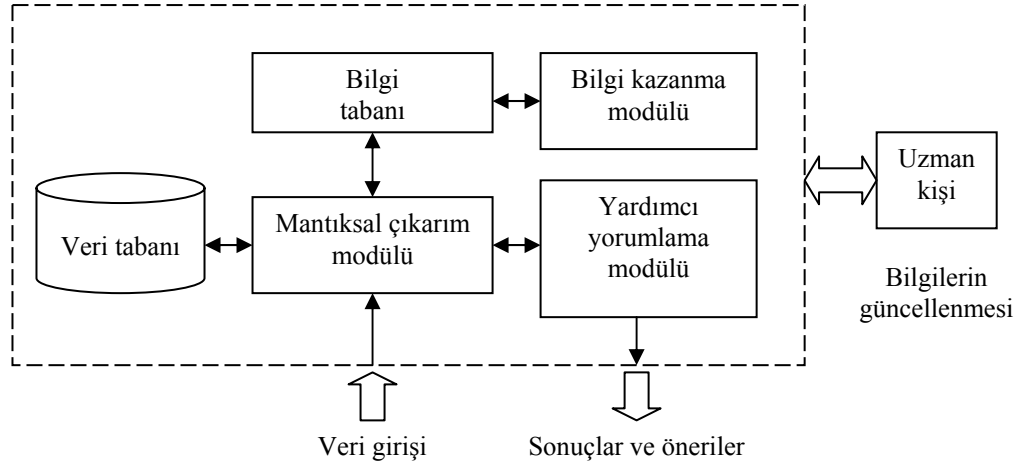 Bilgi
tabanı
Bilgi kazanma
modülü
Uzman
kişi
Veri tabanı
Mantıksal çıkarım
modülü
Yardımcı
yorumlama
modülü
Bilgilerin
güncellenmesi
Veri girişi
Sonuçlar ve öneriler